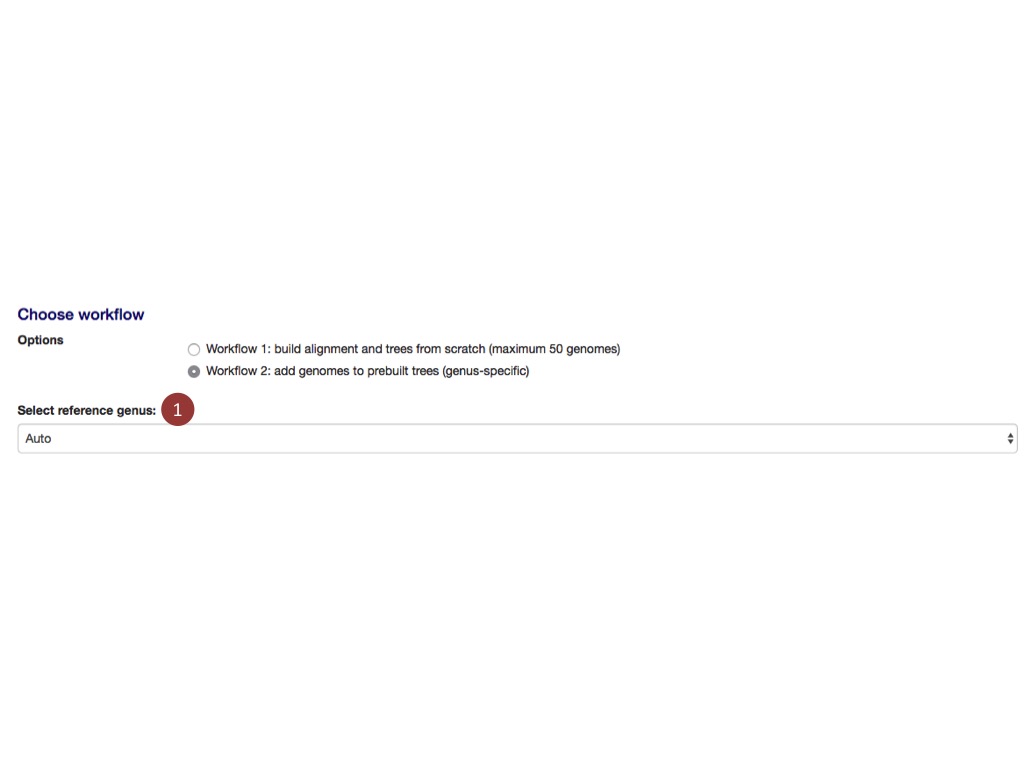 Choose workflow
Options
Workflow 1: build alignment and trees from scratch (maximum 50 genomes)
Workflow 2: add genomes to prebuilt trees (genus-specific)
Select reference genus: 1
Auto